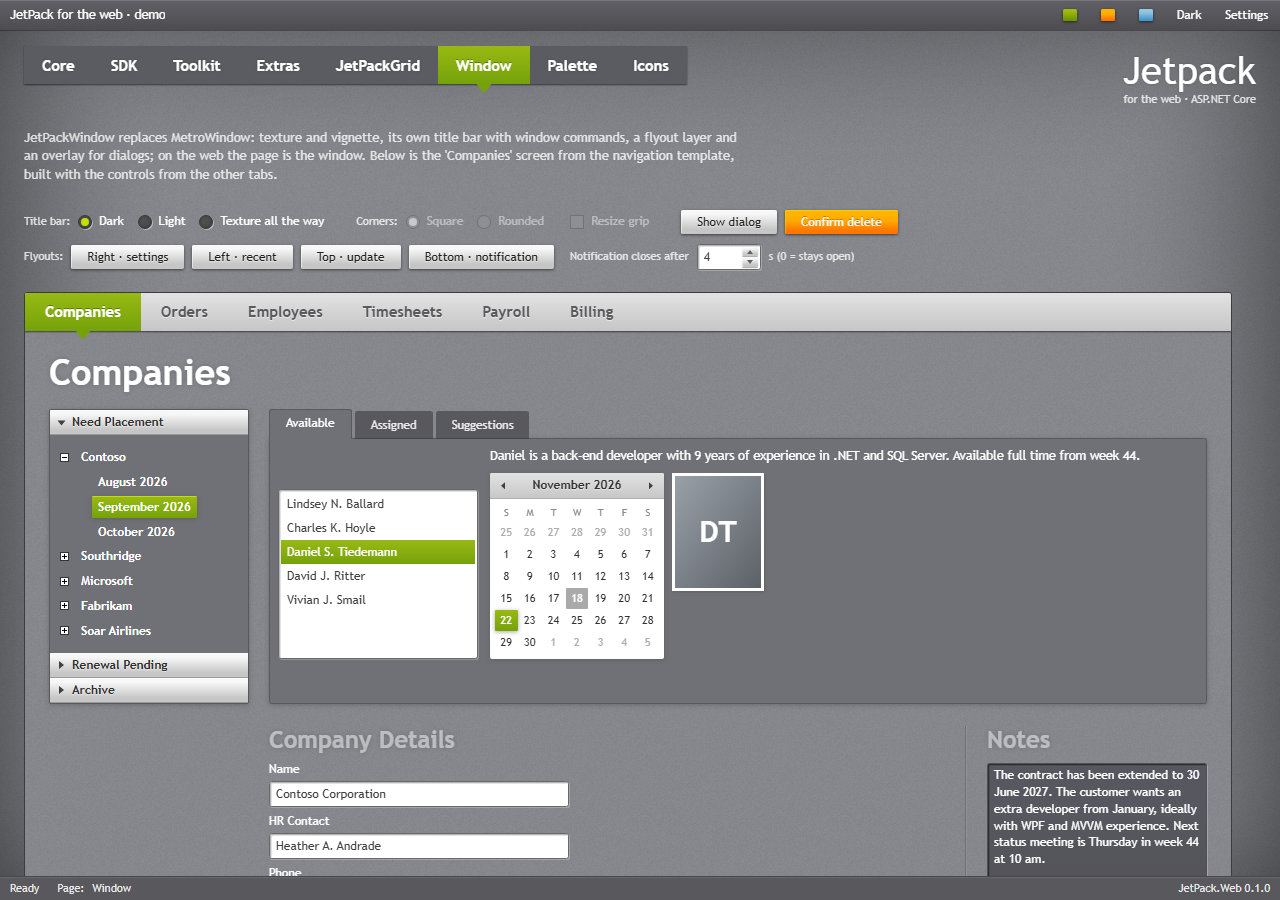 JetPack for the web · demo
Dark Settings
Core SDK Toolkit Extras JetPackGrid Window Palette Icons
Jetpack
for the web · ASP.NET Core
JetPackWindow replaces MetroWindow: texture and vignette, its own title bar with window commands, a flyout layer and
an overlay for dialogs; on the web the page is the window. Below is the 'Companies' screen from the navigation template,
built with the controls from the other tabs.
Title bar: Dark Light Texture all the way Corners: Square Rounded Resize grip Show dialog Confirm delete
Flyouts: Right · settings Left · recent Top · update Bottom · notification Notification closes after 4 s (0 = stays open)
Companies Orders Employees Timesheets Payroll Billing
Companies
Need Placement
Contoso
August 2026
September 2026
October 2026
Southridge
Microsoft
Fabrikam
Soar Airlines
Renewal Pending
Archive
Available Assigned Suggestions
Daniel is a back-end developer with 9 years of experience in .NET and SQL Server. Available full time from week 44.
Lindsey N. Ballard
Charles K. Hoyle
Daniel S. Tiedemann
David J. Ritter
Vivian J. Smail
November 2026
S M T W T F S
25 26 27 28 29 30 31
1 2 3 4 5 6 7
8 9 10 11 12 13 14
15 16 17 18 19 20 21
22 23 24 25 26 27 28
29 30 1 2 3 4 5
DT
Company Details
Name
Contoso Corporation
HR Contact
Heather A. Andrade
Phone
Notes
The contract has been extended to 30
June 2027. The customer wants an
extra developer from January, ideally
with WPF and MVVM experience. Next
status meeting is Thursday in week 44
at 10 am.
Ready Page: Window
JetPack.Web 0.1.0